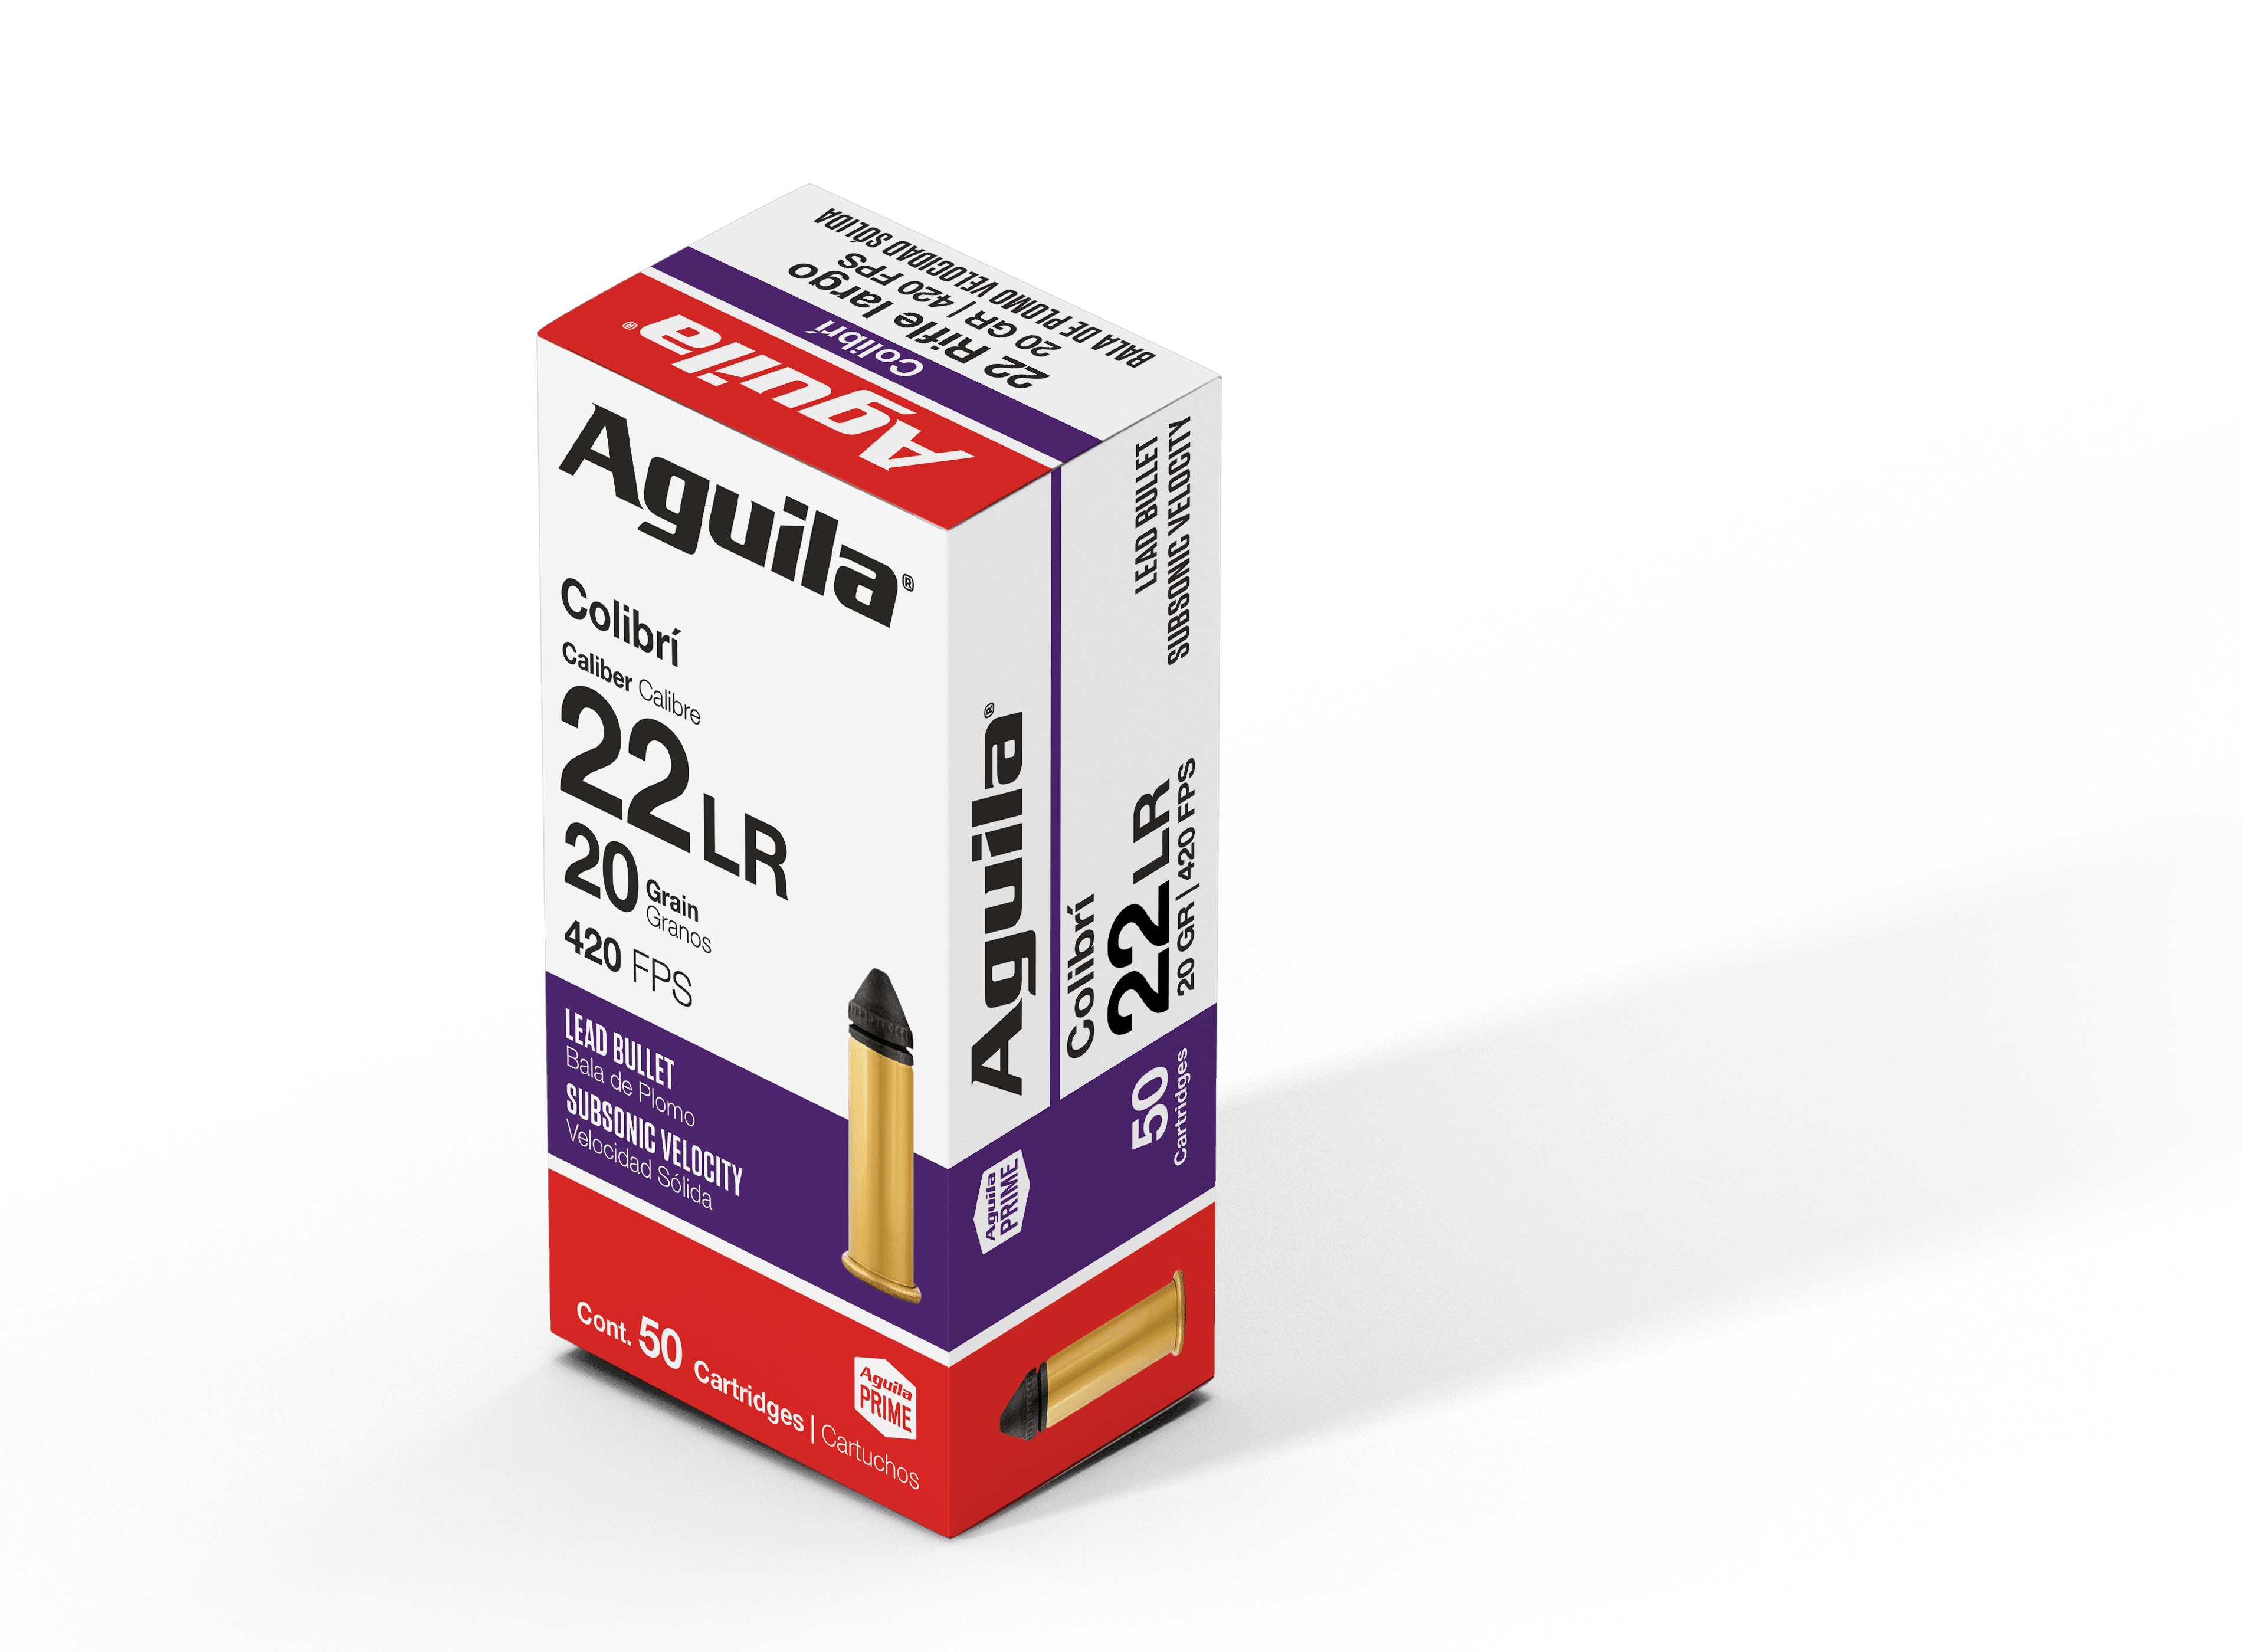 Aguila®
Colibrí
22 Rifle largo
20 GR | 420 FPS
BALA DE PLOMO VELOCIDAD SÓLIDA
Aguila®
Colibrí
Caliber Calibre
22 LR
20 Grain
Granos
420 FPS
LEAD BULLET
Bala de Plomo
SUBSONIC VELOCITY
Velocidad Sólida
Cont. 50 Cartridges | Cartuchos
Aguila
PRIME
Aguila®
Colibrí
22 LR
20 GR | 420 FPS
LEAD BULLET
SUBSONIC VELOCITY
50
Cartridges
Aguila
PRIME